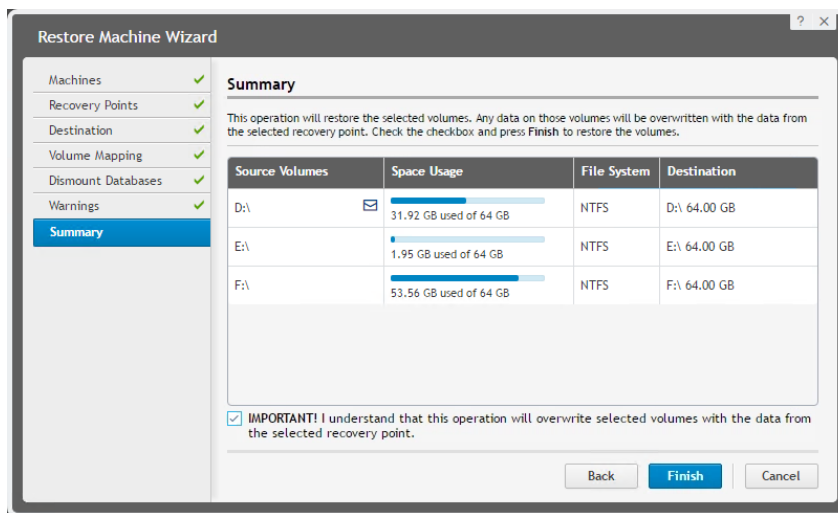 ? ×
Restore Machine Wizard
Machines
Recovery Points
Destination
Volume Mapping
Dismount Databases
Warnings
Summary
Summary
This operation will restore the selected volumes. Any data on those volumes will be overwritten with the data from
the selected recovery point. Check the checkbox and press Finish to restore the volumes.
Source Volumes Space Usage File System Destination
D:\ 31.92 GB used of 64 GB NTFS D:\ 64.00 GB
E:\ 1.95 GB used of 64 GB NTFS E:\ 64.00 GB
F:\ 53.56 GB used of 64 GB NTFS F:\ 64.00 GB
IMPORTANT! I understand that this operation will overwrite selected volumes with the data from
the selected recovery point.
Back Finish Cancel